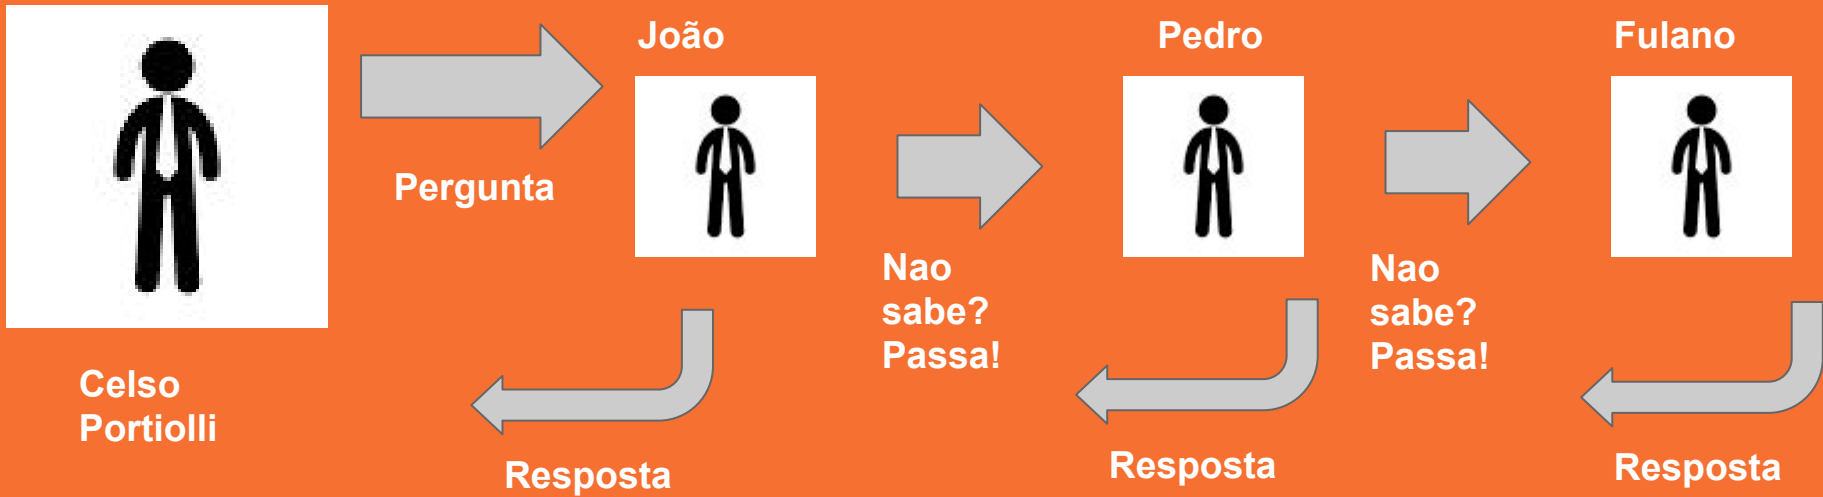 João
Pedro
Fulano
Pergunta
Nao
sabe?
Passa!
Nao
sabe?
Passa!
Celso
Portiolli
Resposta
Resposta
Resposta